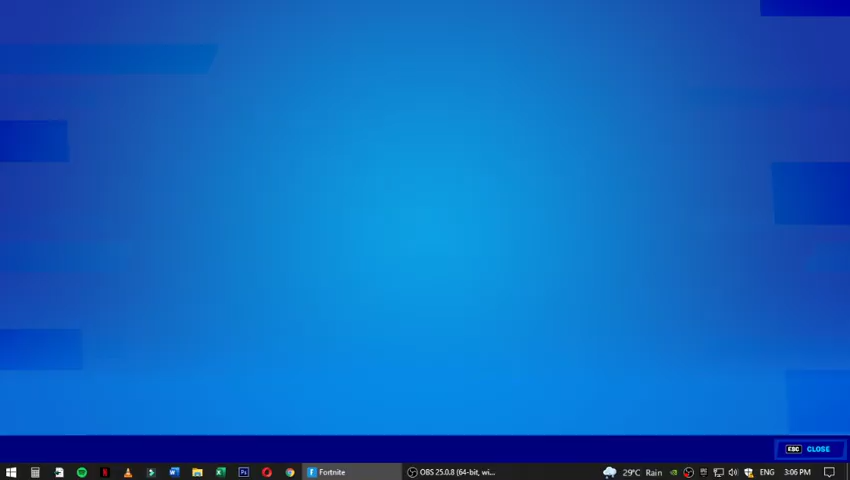 ESC CLOSE
Fortnite
OBS 25.0.8 (64-bit, wi...
29°C Rain
ENG
3:06 PM